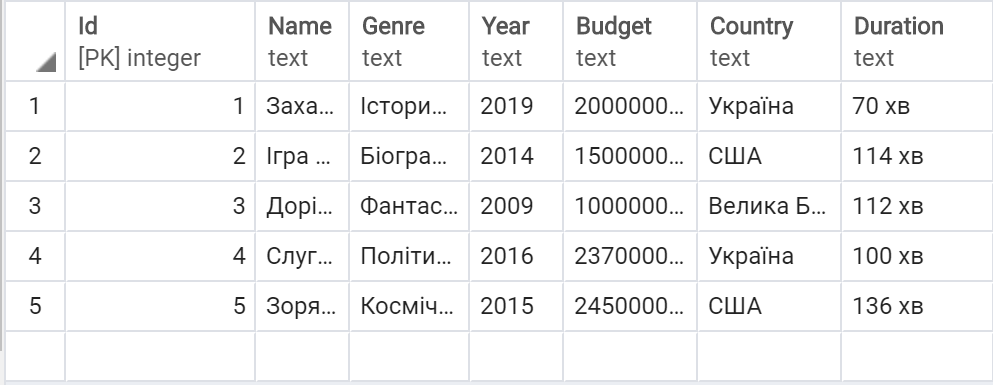 Id Name Genre Year Budget Country Duration
[PK] integer text text text text text text
1 1 Заха... Істори... 2019 2000000... Україна 70 хв
2 2 Ігра ... Біогра... 2014 1500000... США 114 хв
3 3 Дорі... Фантас... 2009 1000000... Велика Б... 112 хв
4 4 Слуг... Політи... 2016 2370000... Україна 100 хв
5 5 Зоря... Косміч... 2015 2450000... США 136 хв